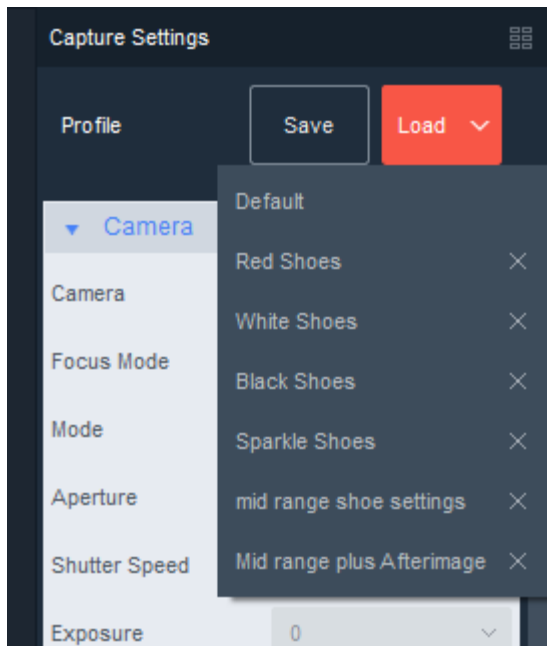 Capture Settings
Profile
Save
Load
Default
Red Shoes
White Shoes
Black Shoes
Sparkle Shoes
mid range shoe settings
Mid range plus Afterimage
Camera
Camera
Focus Mode
Mode
Aperture
Shutter Speed
Exposure
0